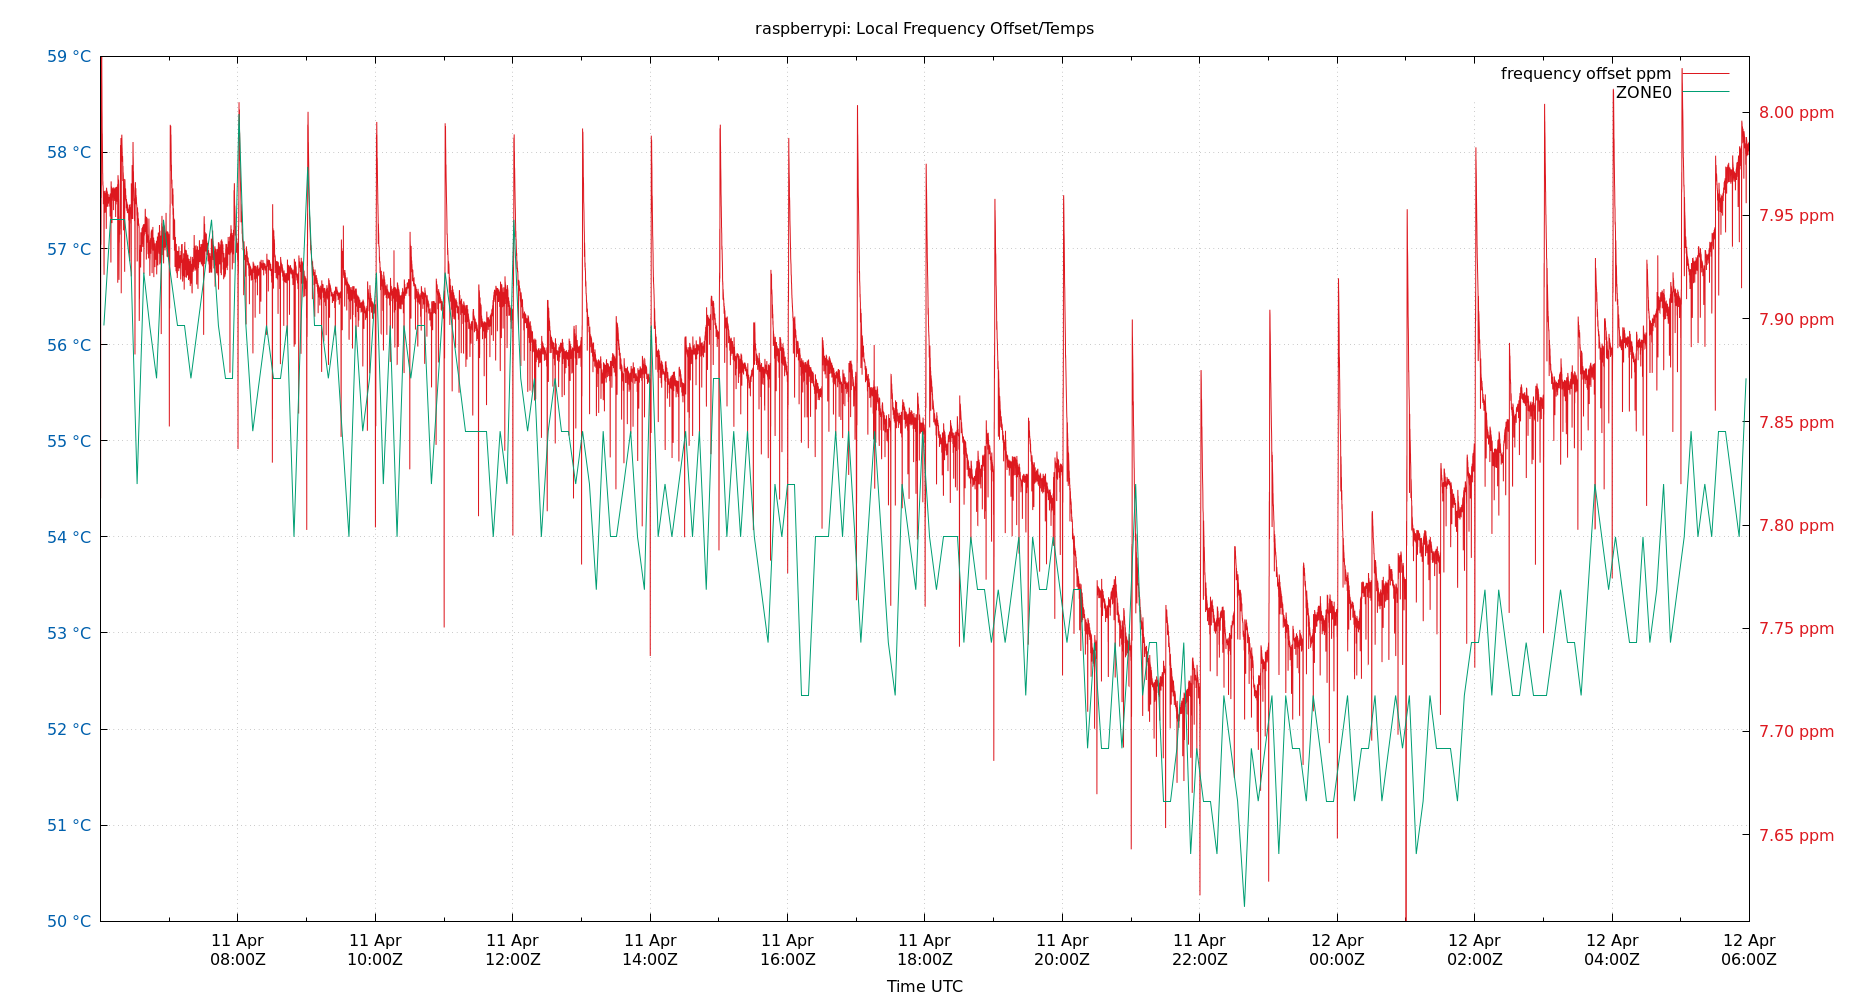 raspberrypi: Local Frequency Offset/Temps
frequency offset ppm
ZONE0
59 °C
58 °C
57 °C
56 °C
55 °C
54 °C
53 °C
52 °C
51 °C
50 °C
8.00 ppm
7.95 ppm
7.90 ppm
7.85 ppm
7.80 ppm
7.75 ppm
7.70 ppm
7.65 ppm
11 Apr
08:00Z
11 Apr
10:00Z
11 Apr
12:00Z
11 Apr
14:00Z
11 Apr
16:00Z
11 Apr
18:00Z
11 Apr
20:00Z
11 Apr
22:00Z
12 Apr
00:00Z
12 Apr
02:00Z
12 Apr
04:00Z
12 Apr
06:00Z
Time UTC